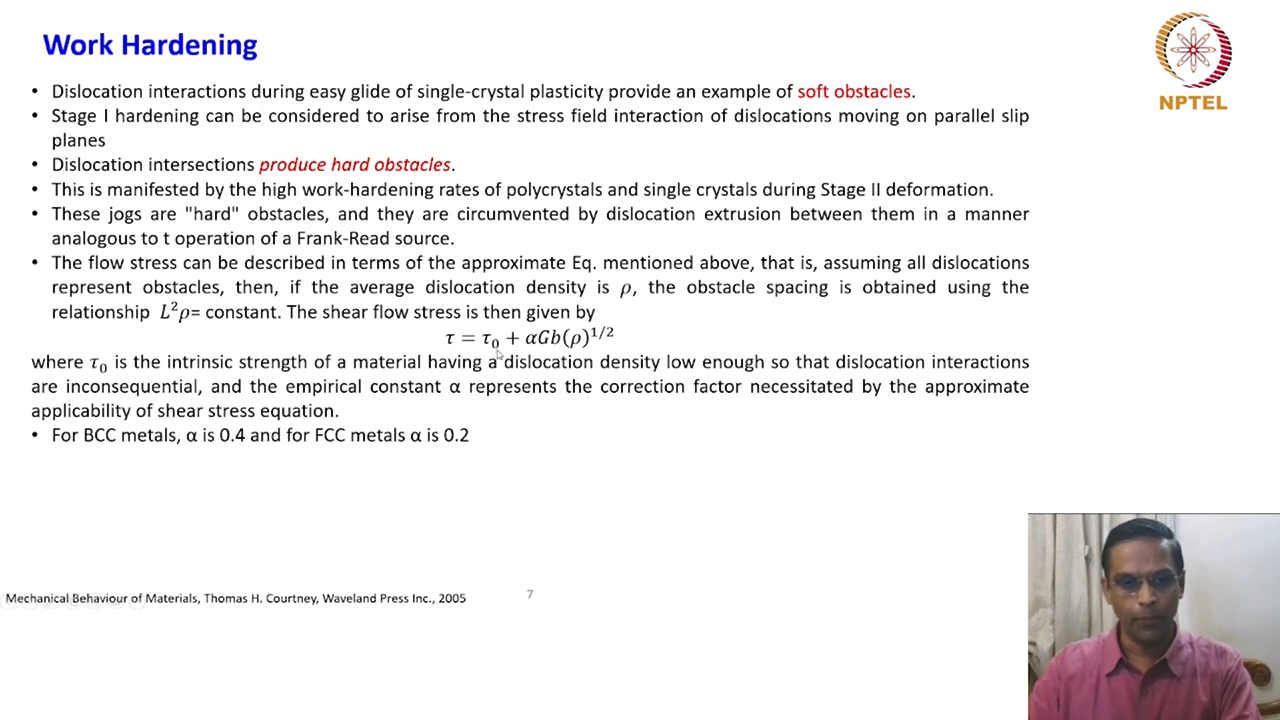 Work Hardening
NPTEL
• Dislocation interactions during easy glide of single-crystal plasticity provide an example of soft obstacles.
• Stage I hardening can be considered to arise from the stress field interaction of dislocations moving on parallel slip
planes
• Dislocation intersections produce hard obstacles.
• This is manifested by the high work-hardening rates of polycrystals and single crystals during Stage II deformation.
• These jogs are "hard" obstacles, and they are circumvented by dislocation extrusion between them in a manner
analogous to t operation of a Frank-Read source.
• The flow stress can be described in terms of the approximate Eq. mentioned above, that is, assuming all dislocations
represent obstacles, then, if the average dislocation density is ρ, the obstacle spacing is obtained using the
relationship L²ρ= constant. The shear flow stress is then given by
τ = τ₀ + αGb(ρ)^1/2
where τ₀ is the intrinsic strength of a material having a dislocation density low enough so that dislocation interactions
are inconsequential, and the empirical constant α represents the correction factor necessitated by the approximate
applicability of shear stress equation.
• For BCC metals, α is 0.4 and for FCC metals α is 0.2
Mechanical Behaviour of Materials, Thomas H. Courtney, Waveland Press Inc., 2005
7